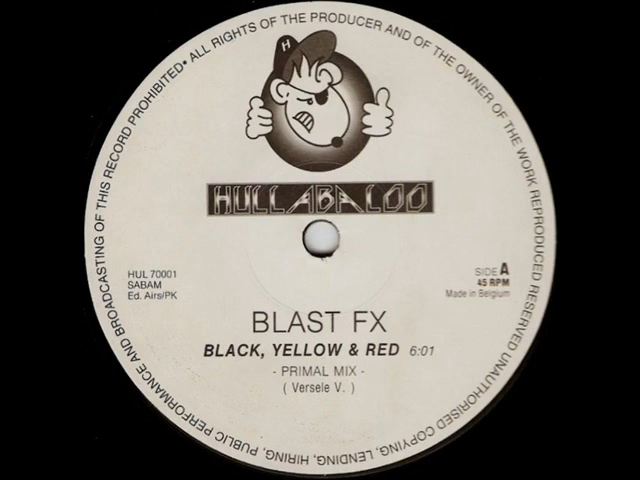 • ALL RIGHTS OF THE PRODUCER AND OF THE OWNER OF THE WORK REPRODUCED RESERVED UNAUTHORISED COPYING, LENDING, HIRING, PUBLIC PERFORMANCE AND BROADCASTING OF THIS RECORD PROHIBITED
H
HULLABALOO
HUL 70001
SABAM
Ed. Airs/PK
SIDE A
45 RPM
Made in Belgium
BLAST FX
BLACK, YELLOW & RED 6:01
- PRIMAL MIX -
( Versele V. )